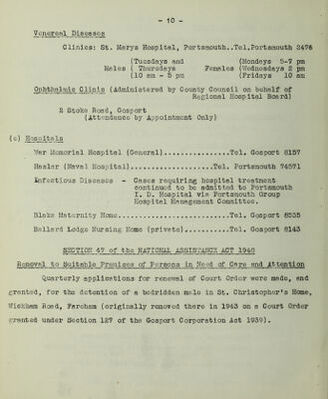 - 10 -
Venereal Diseases
Clinics: St. Marys Hospital, Portsmouth..Tel.Portsmouth 2476
(Tuesdays and (Mondays 5-7 pm
Males ( Thursdays Females (Wednesdays 2 pm
(10 am - 5 pm (Fridays 10 am
Ophthalmic Clinic (Administered by County Council on behalf of
Regional Hospital Board)
2 Stoke Road, Gosport
(Attendance by Appointment Only)
(c) Hospitals
War Memorial Hospital (General)...............Tel. Gosport 8157
Haslar (Naval Hospital)...............Tel. Portsmouth 74571
Infectious Diseases - Cases requiring hospital treatment
continued to be admitted to Portsmouth
I. D. Hospital via Portsmouth Group
Hospital Management Committee.
Blake Maternity Home...............Tel. Gosport 8535
Ballard Lodge Nursing Home (private)...............Tel. Gosport 8143
SECTION 47 of the NATIONAL ASSISTANCE ACT 1948
Removal to Suitable Premises of Persons in Need of Care and Attention
Quarterly applications for renewal of Court Order were made, and
granted, for the detention of a bedridden male in St. Christopher's Home,
Wickham Road, Fareham (originally removed there in 1943 on a Court Order
granted under Section 127 of the Gosport Corporation Act 1939).